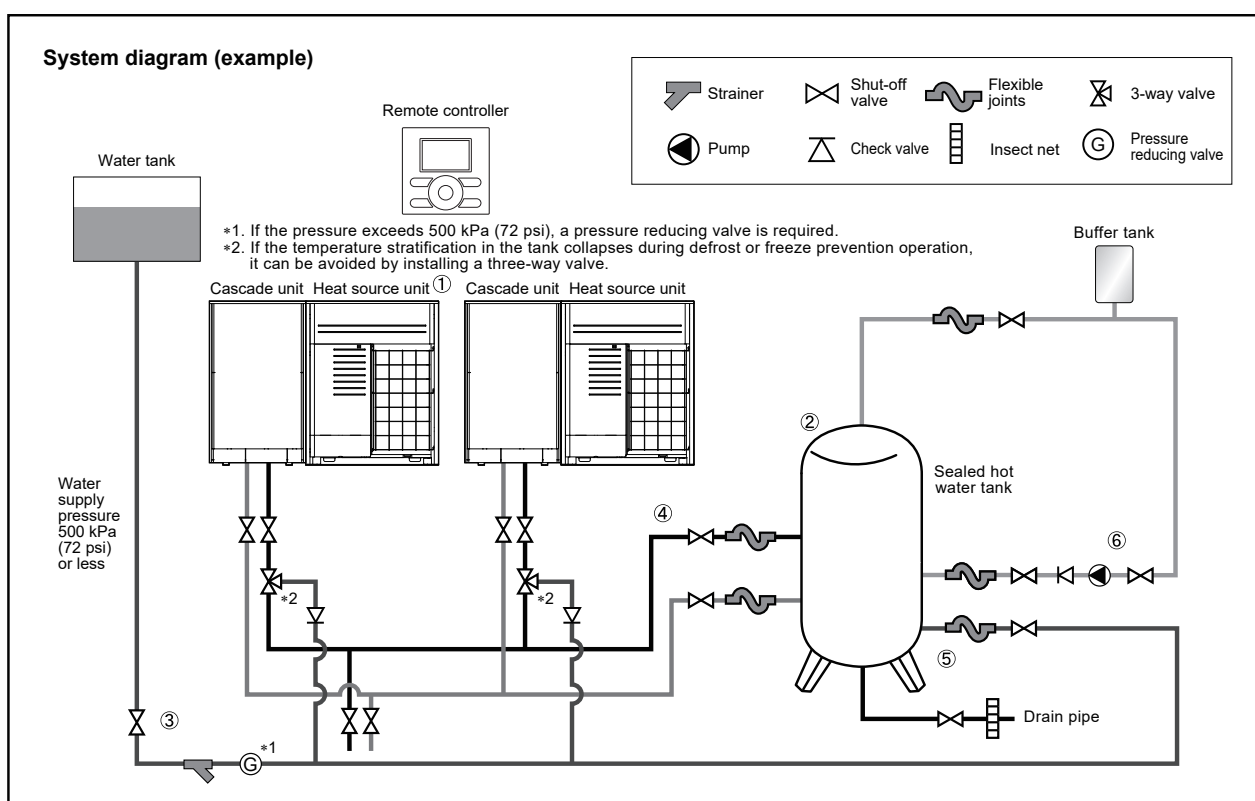 System diagram (example)
Strainer
Shut-off
valve
Flexible
joints
3-way valve
Pump
Check valve
Insect net
G
Pressure
reducing valve
Remote controller
Water tank
∗1. If the pressure exceeds 500 kPa (72 psi), a pressure reducing valve is required.
∗2. If the temperature stratification in the tank collapses during defrost or freeze prevention operation,
it can be avoided by installing a three-way valve.
Buffer tank
Cascade unit
Heat source unit
①
Cascade unit
Heat source unit
②
Sealed hot
water tank
Water
supply
pressure
500 kPa
(72 psi)
or less
④
⑥
∗2
∗2
⑤
③
Drain pipe
G
∗1